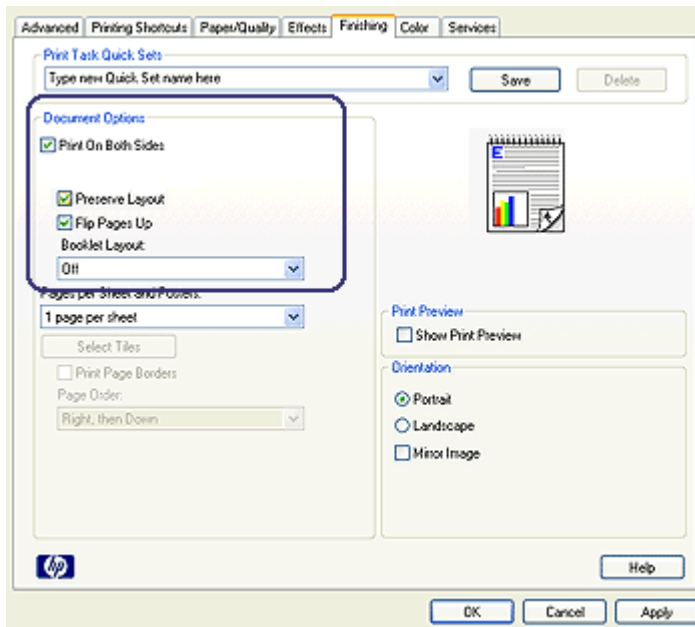 Advanced Printing Shortcuts Paper/Quality Effects Finishing Color Services
Print Task Quick Sets
Type new Quick Set name here Save Delete
Document Options
Print On Both Sides
Preserve Layout
Flip Pages Up
Booklet Layout:
Off
Pages per Sheet and Posters:
1 page per sheet
Select Tiles
Print Page Borders
Page Order:
Right, then Down
E
Print Preview
Show Print Preview
Orientation
Portrait
Landscape
Mirror Image
hp
Help
OK Cancel Apply